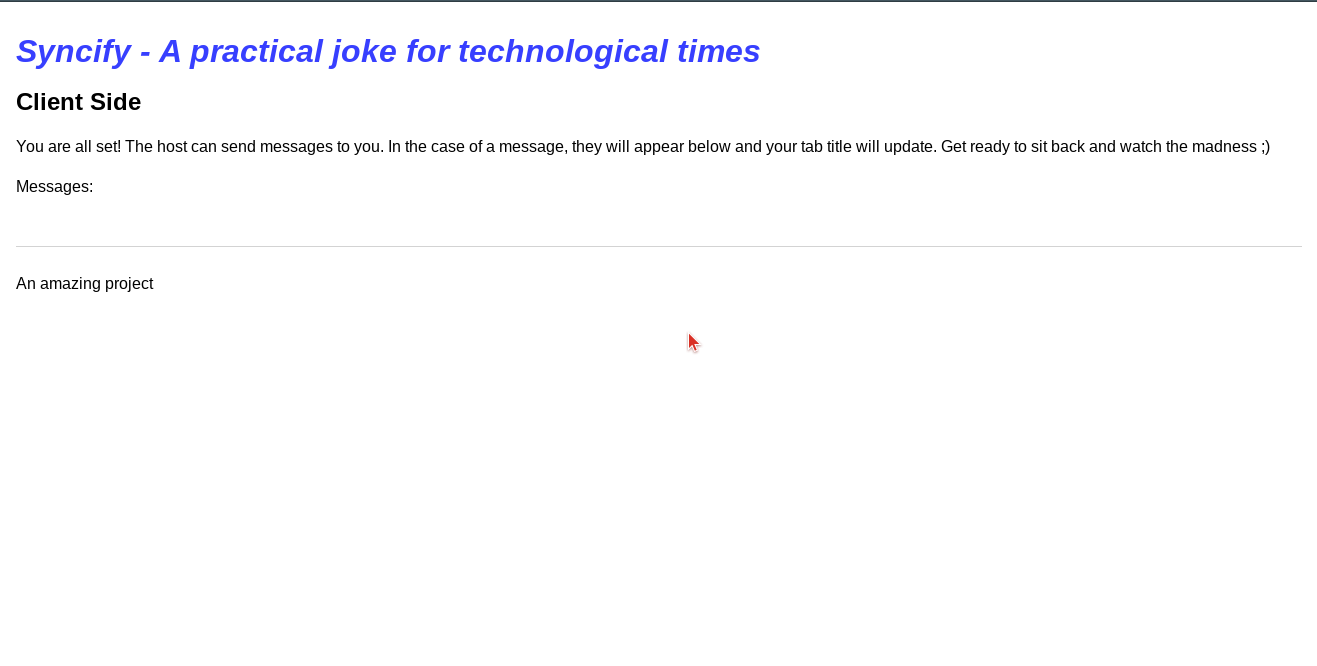 Syncify - A practical joke for technological times
Client Side
You are all set! The host can send messages to you. In the case of a message, they will appear below and your tab title will update. Get ready to sit back and watch the madness ;)
Messages:
An amazing project